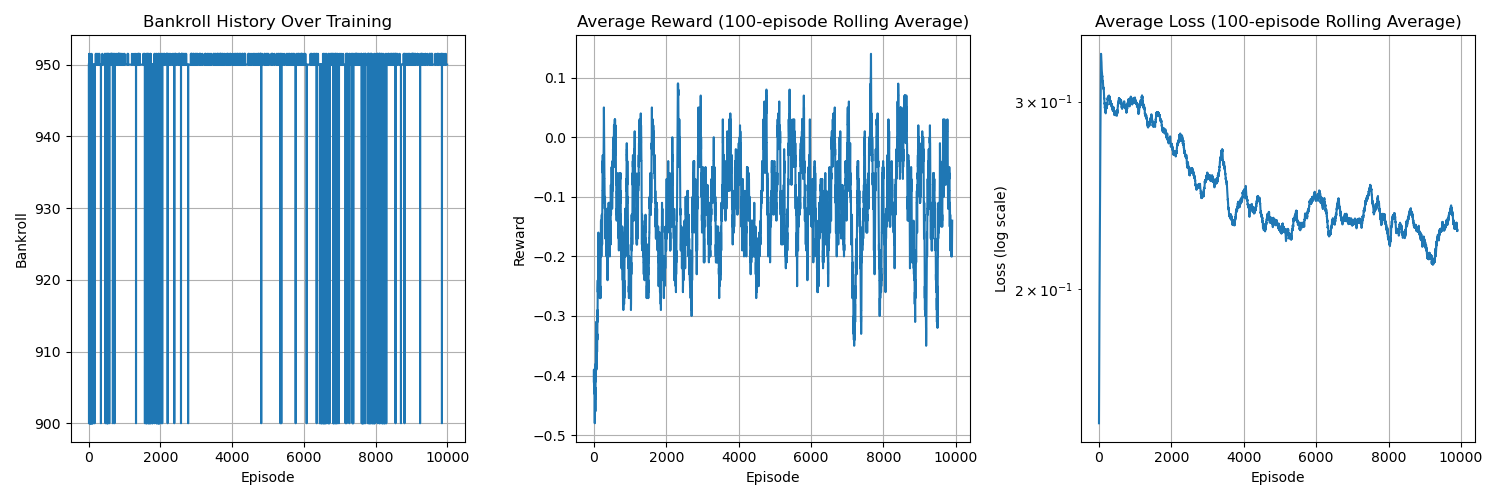 Bankroll History Over Training
950
940
930
920
910
900
Bankroll
0 2000 4000 6000 8000 10000
Episode
Average Reward (100-episode Rolling Average)
0.1
0.0
−0.1
−0.2
−0.3
−0.4
−0.5
Reward
0 2000 4000 6000 8000 10000
Episode
Average Loss (100-episode Rolling Average)
3 × 10⁻¹
2 × 10⁻¹
Loss (log scale)
0 2000 4000 6000 8000 10000
Episode